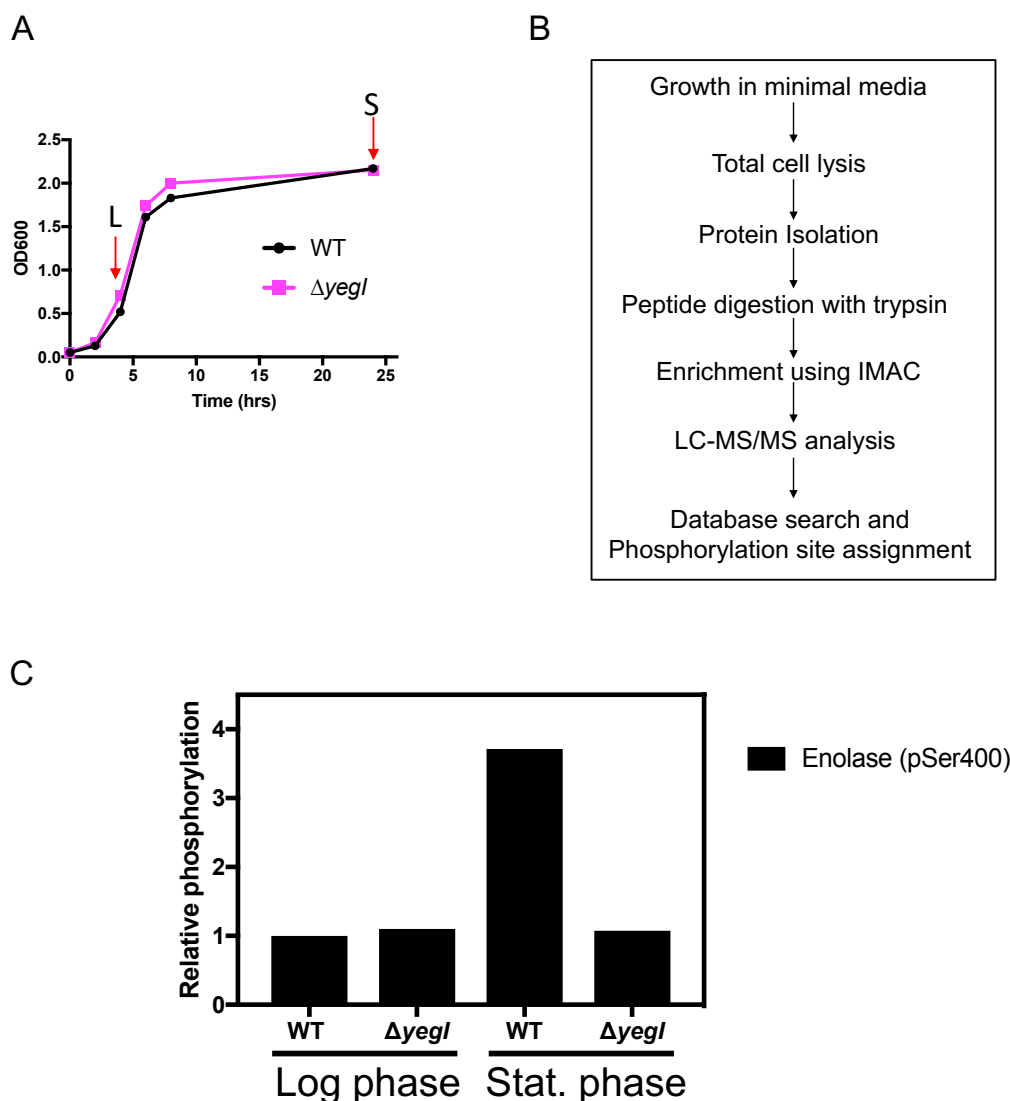 A
S
L
2.5
2.0
1.5
1.0
0.5
0.0
OD600
0 5 10 15 20 25
Time (hrs)
WT
ΔyegI
B
Growth in minimal media
Total cell lysis
Protein Isolation
Peptide digestion with trypsin
Enrichment using IMAC
LC-MS/MS analysis
Database search and
Phosphorylation site assignment
C
4
3
2
1
0
Relative phosphorylation
WT ΔyegI WT ΔyegI
Log phase Stat. phase
Enolase (pSer400)